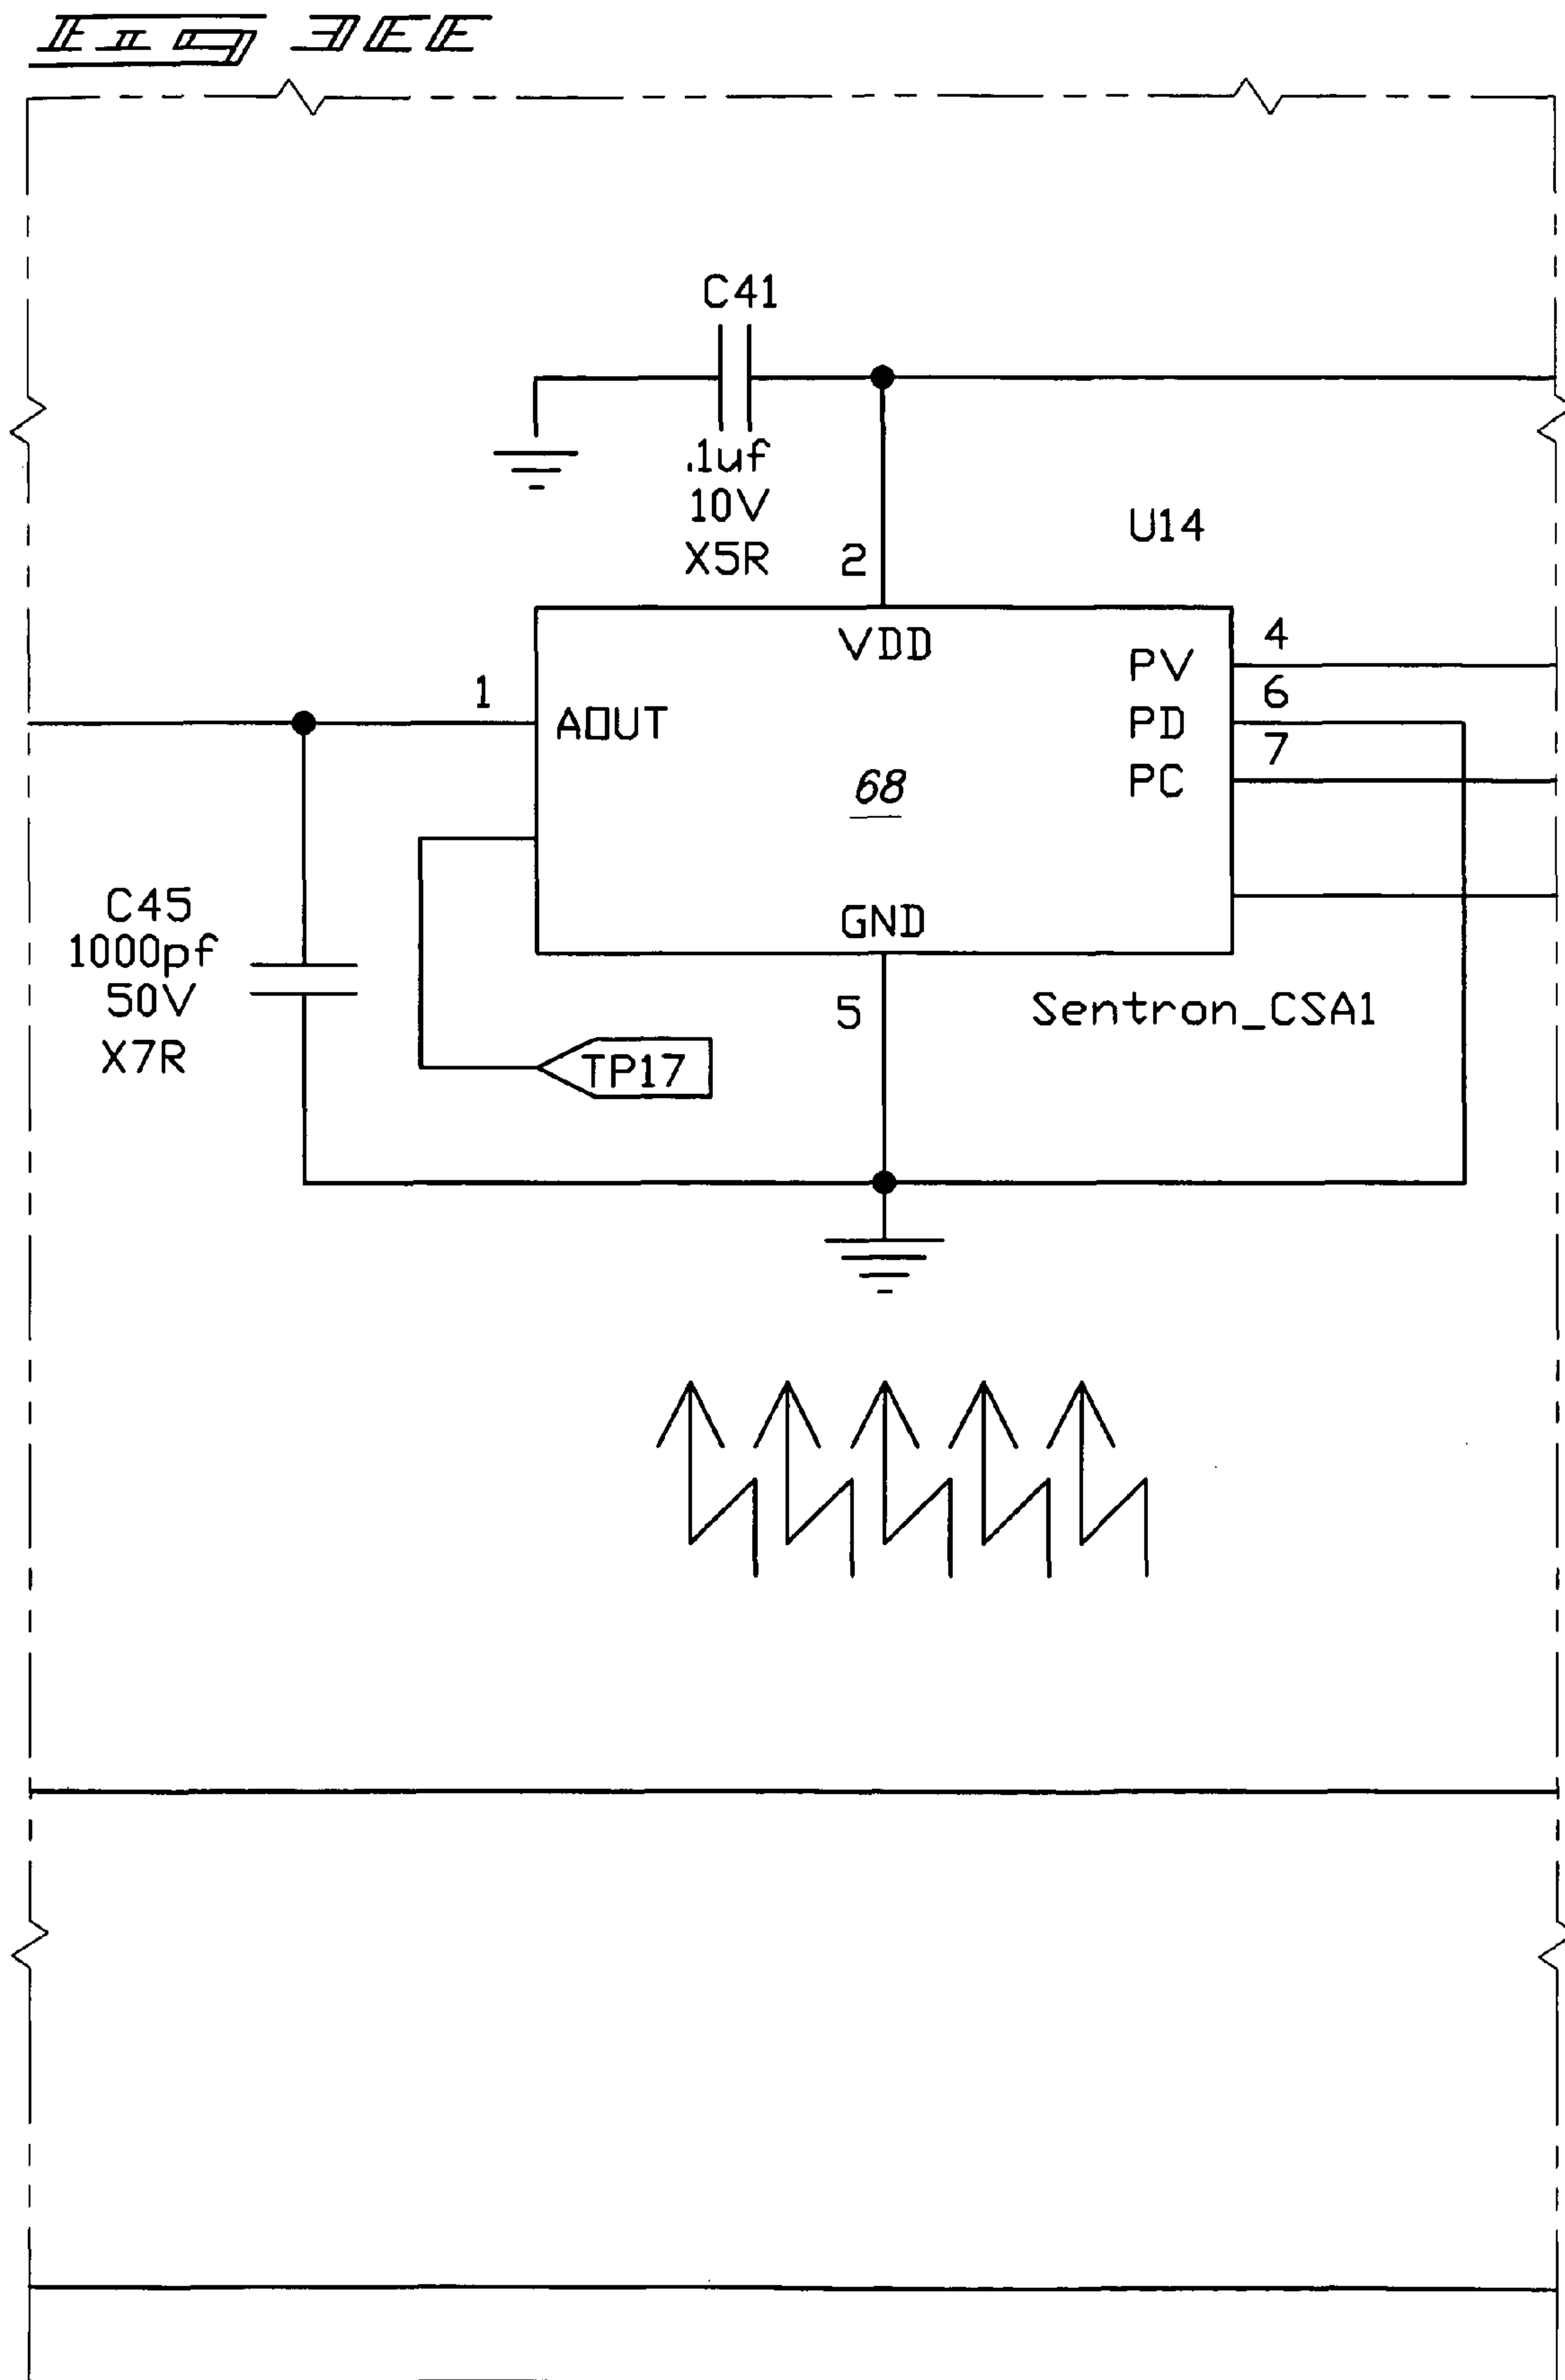 Fig 3EE
C41
.1uf
10V
X5R
2
U14
VDD
PV
4
1
AOUT
PD
6
PC
7
68
C45
1000pf
50V
X7R
GND
5
Sentron_CSA1
TP17